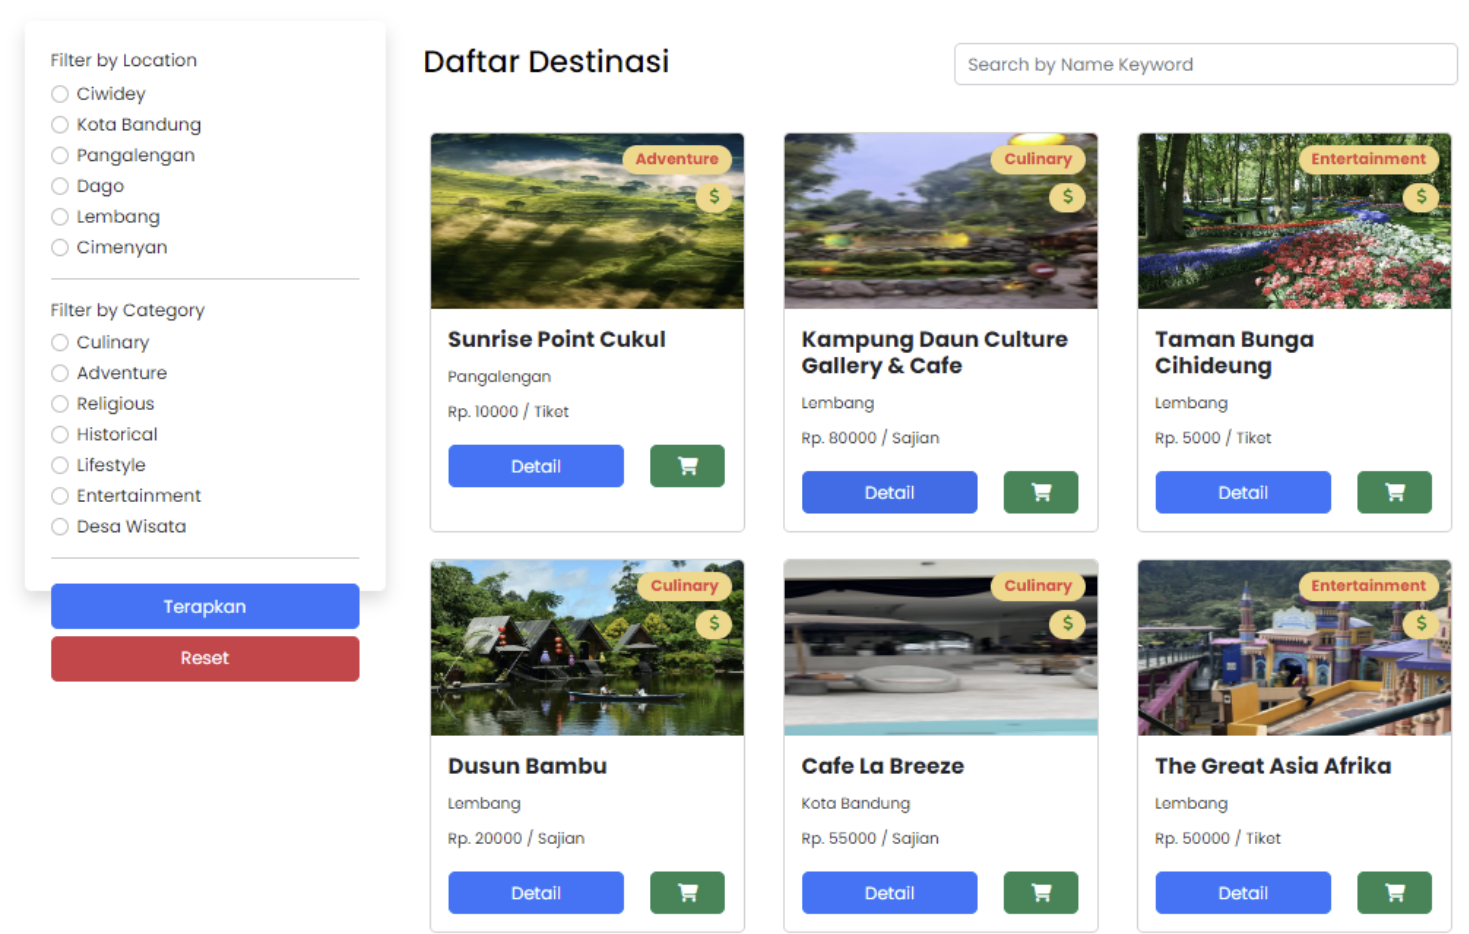 Filter by Location
Ciwidey
Kota Bandung
Pangalengan
Dago
Lembang
Cimenyan
Filter by Category
Culinary
Adventure
Religious
Historical
Lifestyle
Entertainment
Desa Wisata
Terapkan
Reset
Daftar Destinasi
Search by Name Keyword
Adventure
$
Sunrise Point Cukul
Pangalengan
Rp. 10000 / Tiket
Detail
Culinary
$
Kampung Daun Culture
Gallery & Cafe
Lembang
Rp. 80000 / Sajian
Detail
Entertainment
$
Taman Bunga
Cihideung
Lembang
Rp. 5000 / Tiket
Detail
Culinary
$
Dusun Bambu
Lembang
Rp. 20000 / Sajian
Detail
Culinary
$
Cafe La Breeze
Kota Bandung
Rp. 55000 / Sajian
Detail
Entertainment
$
The Great Asia Afrika
Lembang
Rp. 50000 / Tiket
Detail